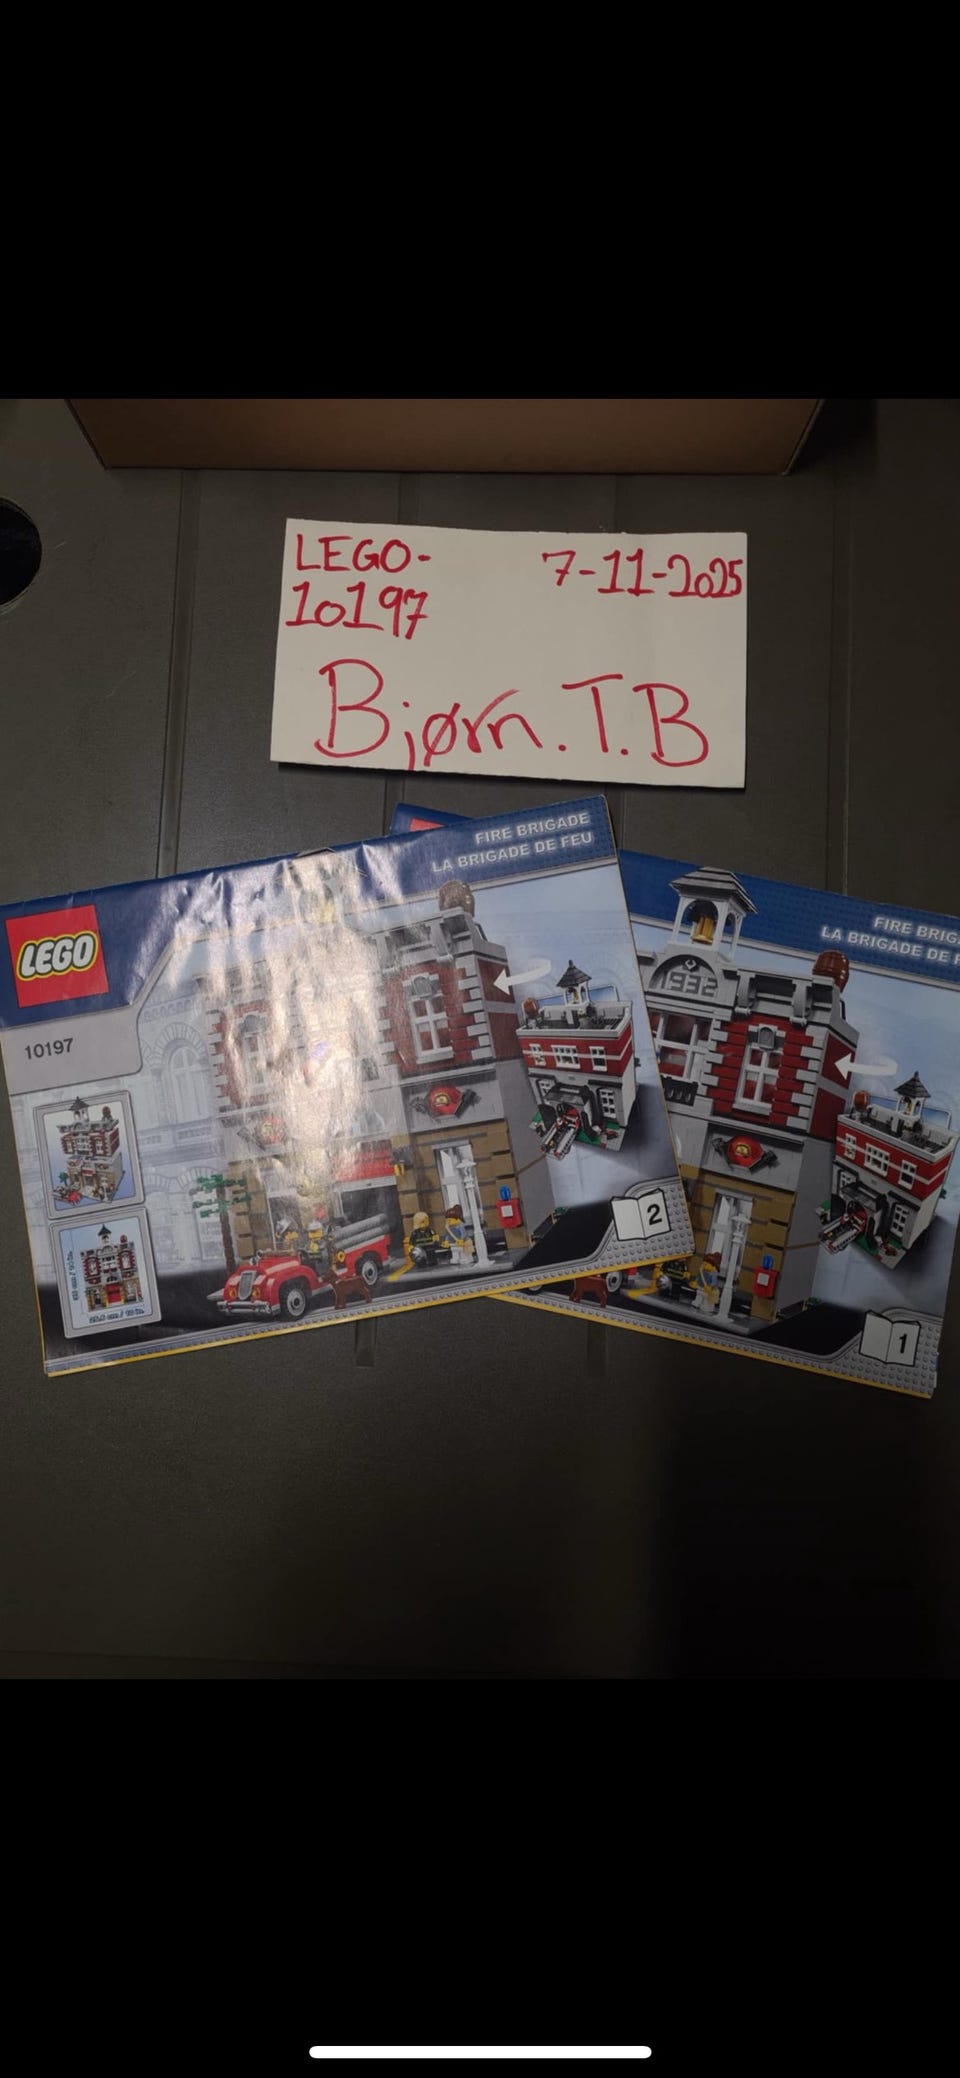 LEGO-
10197
7-11-2025
Bjørn.T.B
FIRE BRIGADE
LA BRIGADE DE FEU
LEGO
10197
2
FIRE BRIG
LA BRIGADE DE F
1932
1